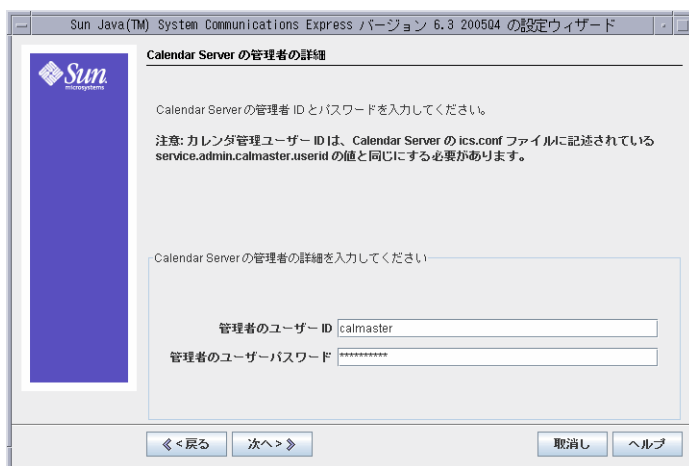 Sun Java(TM) System Communications Express バージョン 6.3 2005Q4 の設定ウィザード
Sun
microsystems
Calendar Server の管理者の詳細
Calendar Server の管理者 ID とパスワードを入力してください。
注意: カレンダ管理ユーザー ID は、Calendar Server の ics.conf ファイルに記述されている
service.admin.calmaster.userid の値と同じにする必要があります。
Calendar Server の管理者の詳細を入力してください
管理者のユーザー ID calmaster
管理者のユーザーパスワード **********
< 戻る 次へ > 取消し ヘルプ